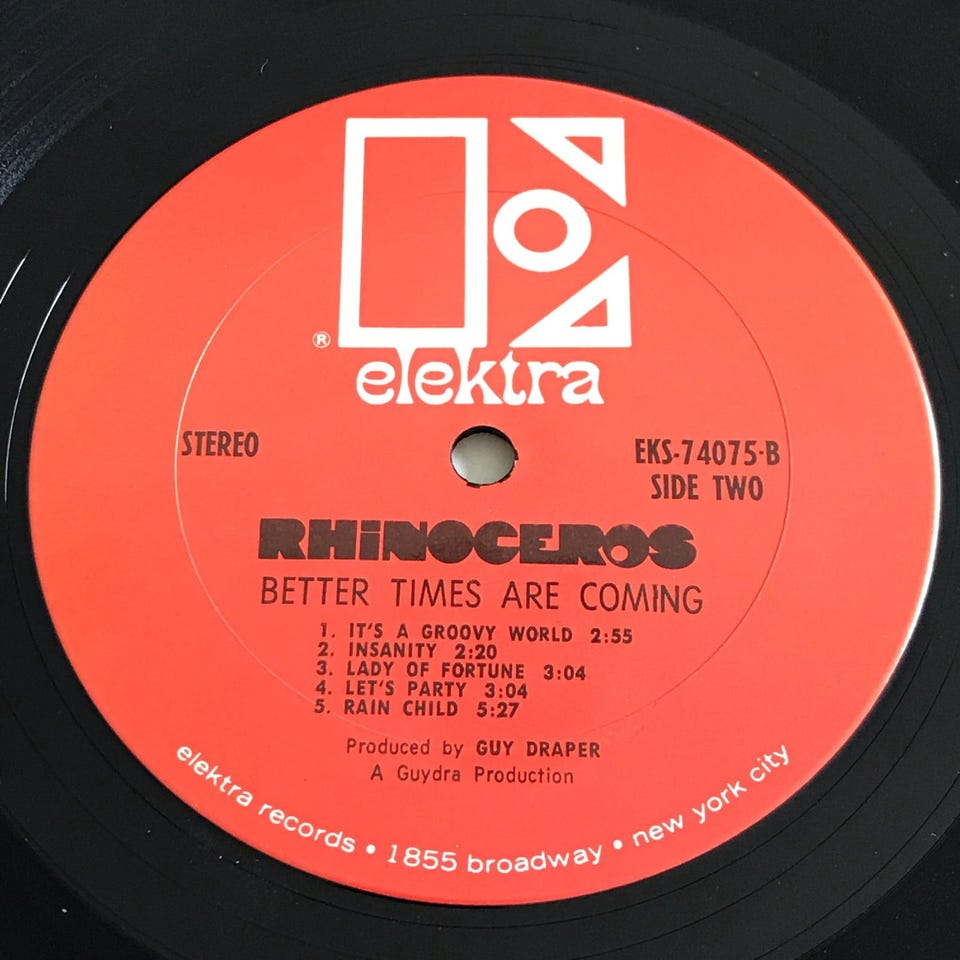 ®
elektra
STEREO
EKS-74075-B
SIDE TWO
RHiNOCEROS
BETTER TIMES ARE COMING
1. IT'S A GROOVY WORLD 2:55
2. INSANITY 2:20
3. LADY OF FORTUNE 3:04
4. LET'S PARTY 3:04
5. RAIN CHILD 5:27
Produced by GUY DRAPER
A Guydra Production
elektra records • 1855 broadway • new york city